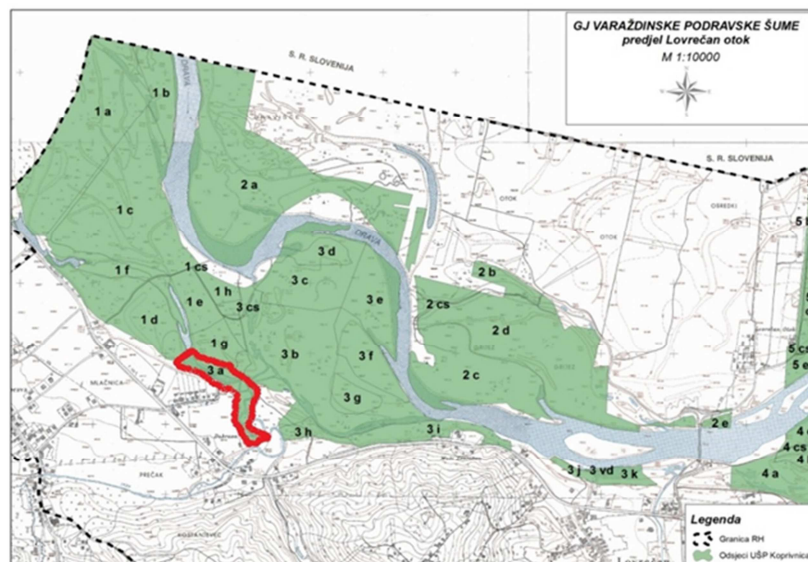 GJ VARAŽDINSKE PODRAVSKE ŠUME
predjel Lovrečan otok
M 1:10000
S. R. SLOVENIJA
DRAVA
1 b
1 a
S. R. SLOVENIJA
2 a
OTOK
OSREDKI
1 c
OTOK
DRAVA
3 d
1 f
1 cs
2 b
1 h
3 c
1 e
3 cs
3 e
2 cs
1 d
2 d
1 g
3 b
3 f
5 cs
5 e
3 a
2 c
MLAČNICA
3 g
2 e
3 h
3 i
4 cs
PREČAK
3 j
3 vd
3 k
4 a
Legenda
Granica RH
Odsjeci UŠP Koprivnica